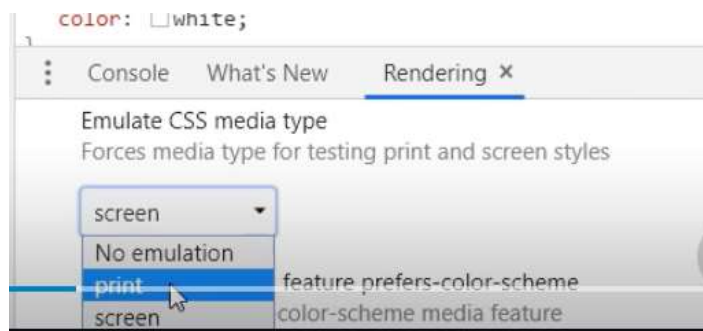 color: white;
}
Console What's New Rendering ×
Emulate CSS media type
Forces media type for testing print and screen styles
screen
No emulation
print feature prefers-color-scheme
screen color-scheme media feature